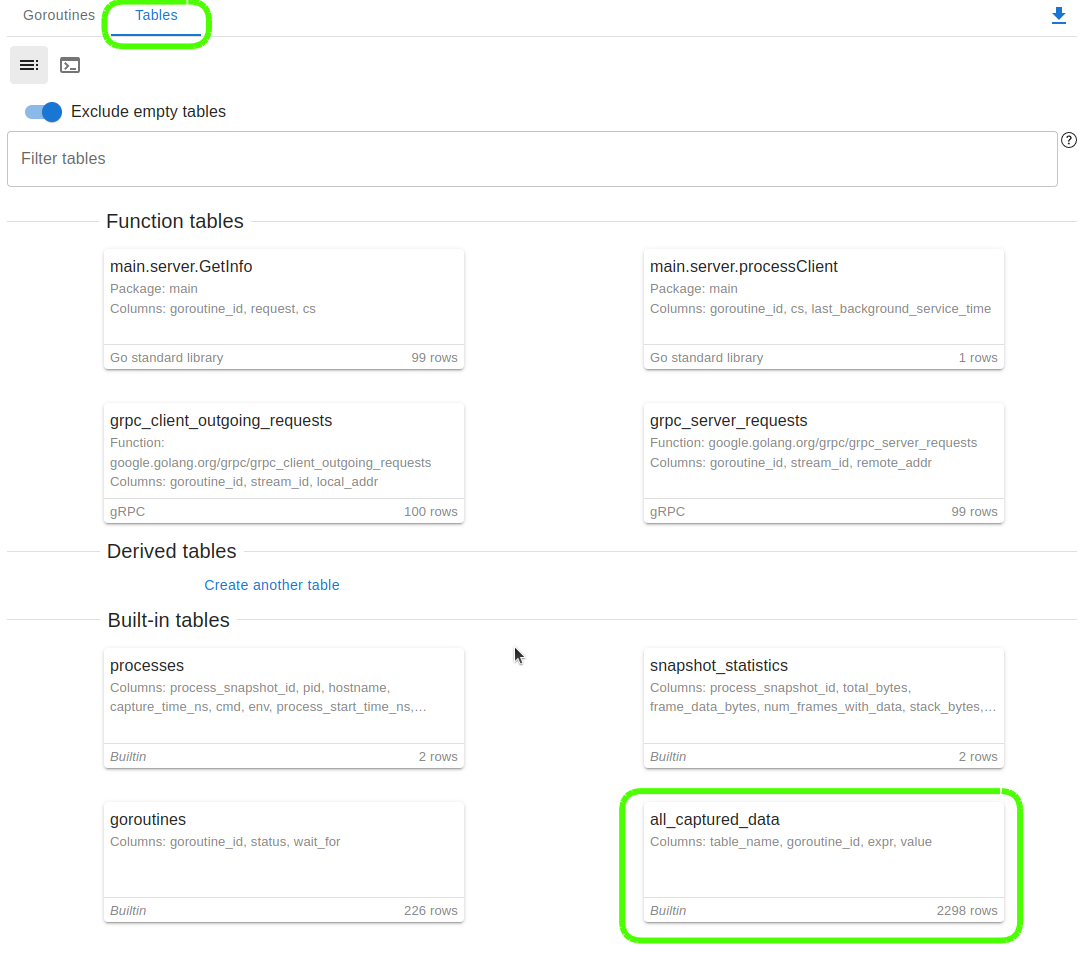 Goroutines
Tables
Exclude empty tables
Filter tables
?
Function tables
main.server.GetInfo
Package: main
Columns: goroutine_id, request, cs
Go standard library
99 rows
main.server.processClient
Package: main
Columns: goroutine_id, cs, last_background_service_time
Go standard library
1 rows
grpc_client_outgoing_requests
Function:
google.golang.org/grpc/grpc_client_outgoing_requests
Columns: goroutine_id, stream_id, local_addr
gRPC
100 rows
grpc_server_requests
Function: google.golang.org/grpc/grpc_server_requests
Columns: goroutine_id, stream_id, remote_addr
gRPC
99 rows
Derived tables
Create another table
Built-in tables
processes
Columns: process_snapshot_id, pid, hostname,
capture_time_ns, cmd, env, process_start_time_ns,...
Builtin
2 rows
snapshot_statistics
Columns: process_snapshot_id, total_bytes,
frame_data_bytes, num_frames_with_data, stack_bytes,...
Builtin
2 rows
goroutines
Columns: goroutine_id, status, wait_for
Builtin
226 rows
all_captured_data
Columns: table_name, goroutine_id, expr, value
Builtin
2298 rows